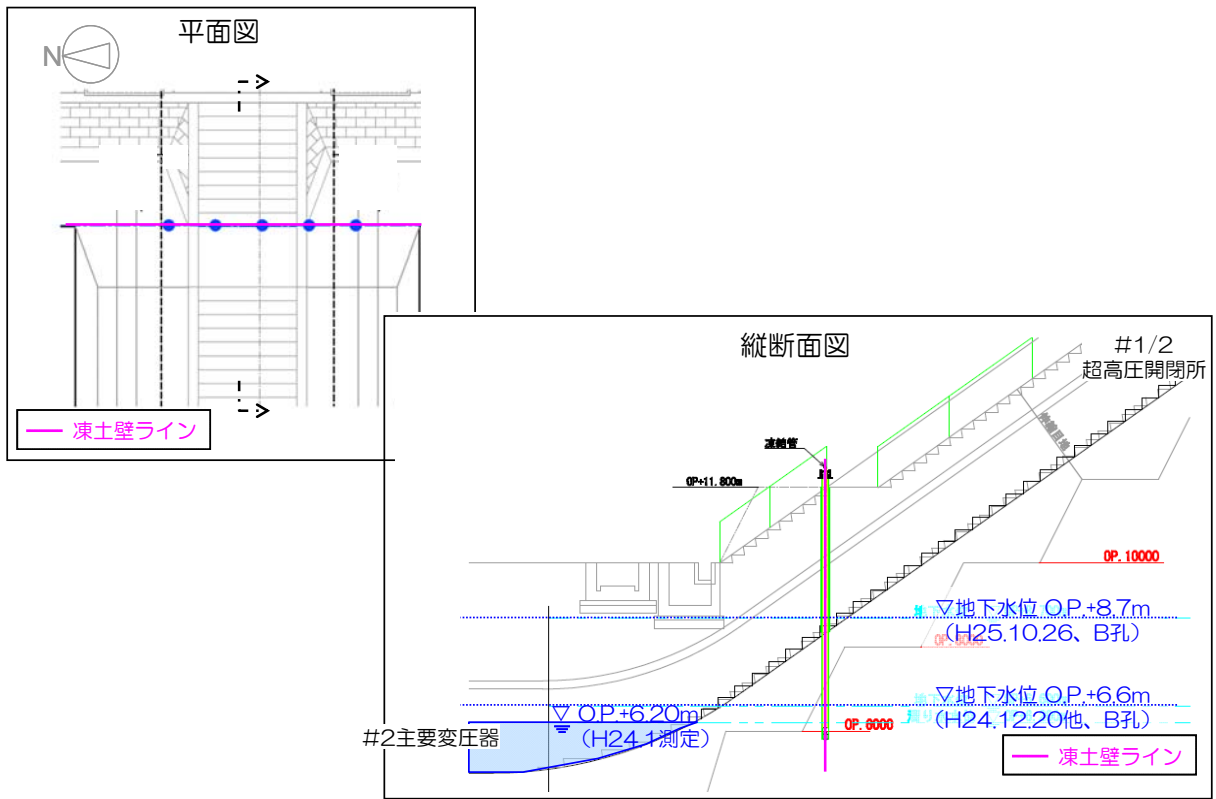 平面図
N
凍土壁ライン
縦断面図
#1/2
超高圧開閉所
凍結管
OP+11.800m
OP.10000
▽地下水位 O.P.+8.7m
(H25.10.26、B孔)
▽地下水位 O.P.+6.6m
(H24.12.20他、B孔)
OP.6000
▽ O.P.+6.20m
(H24.1測定)
#2主要変圧器
凍土壁ライン